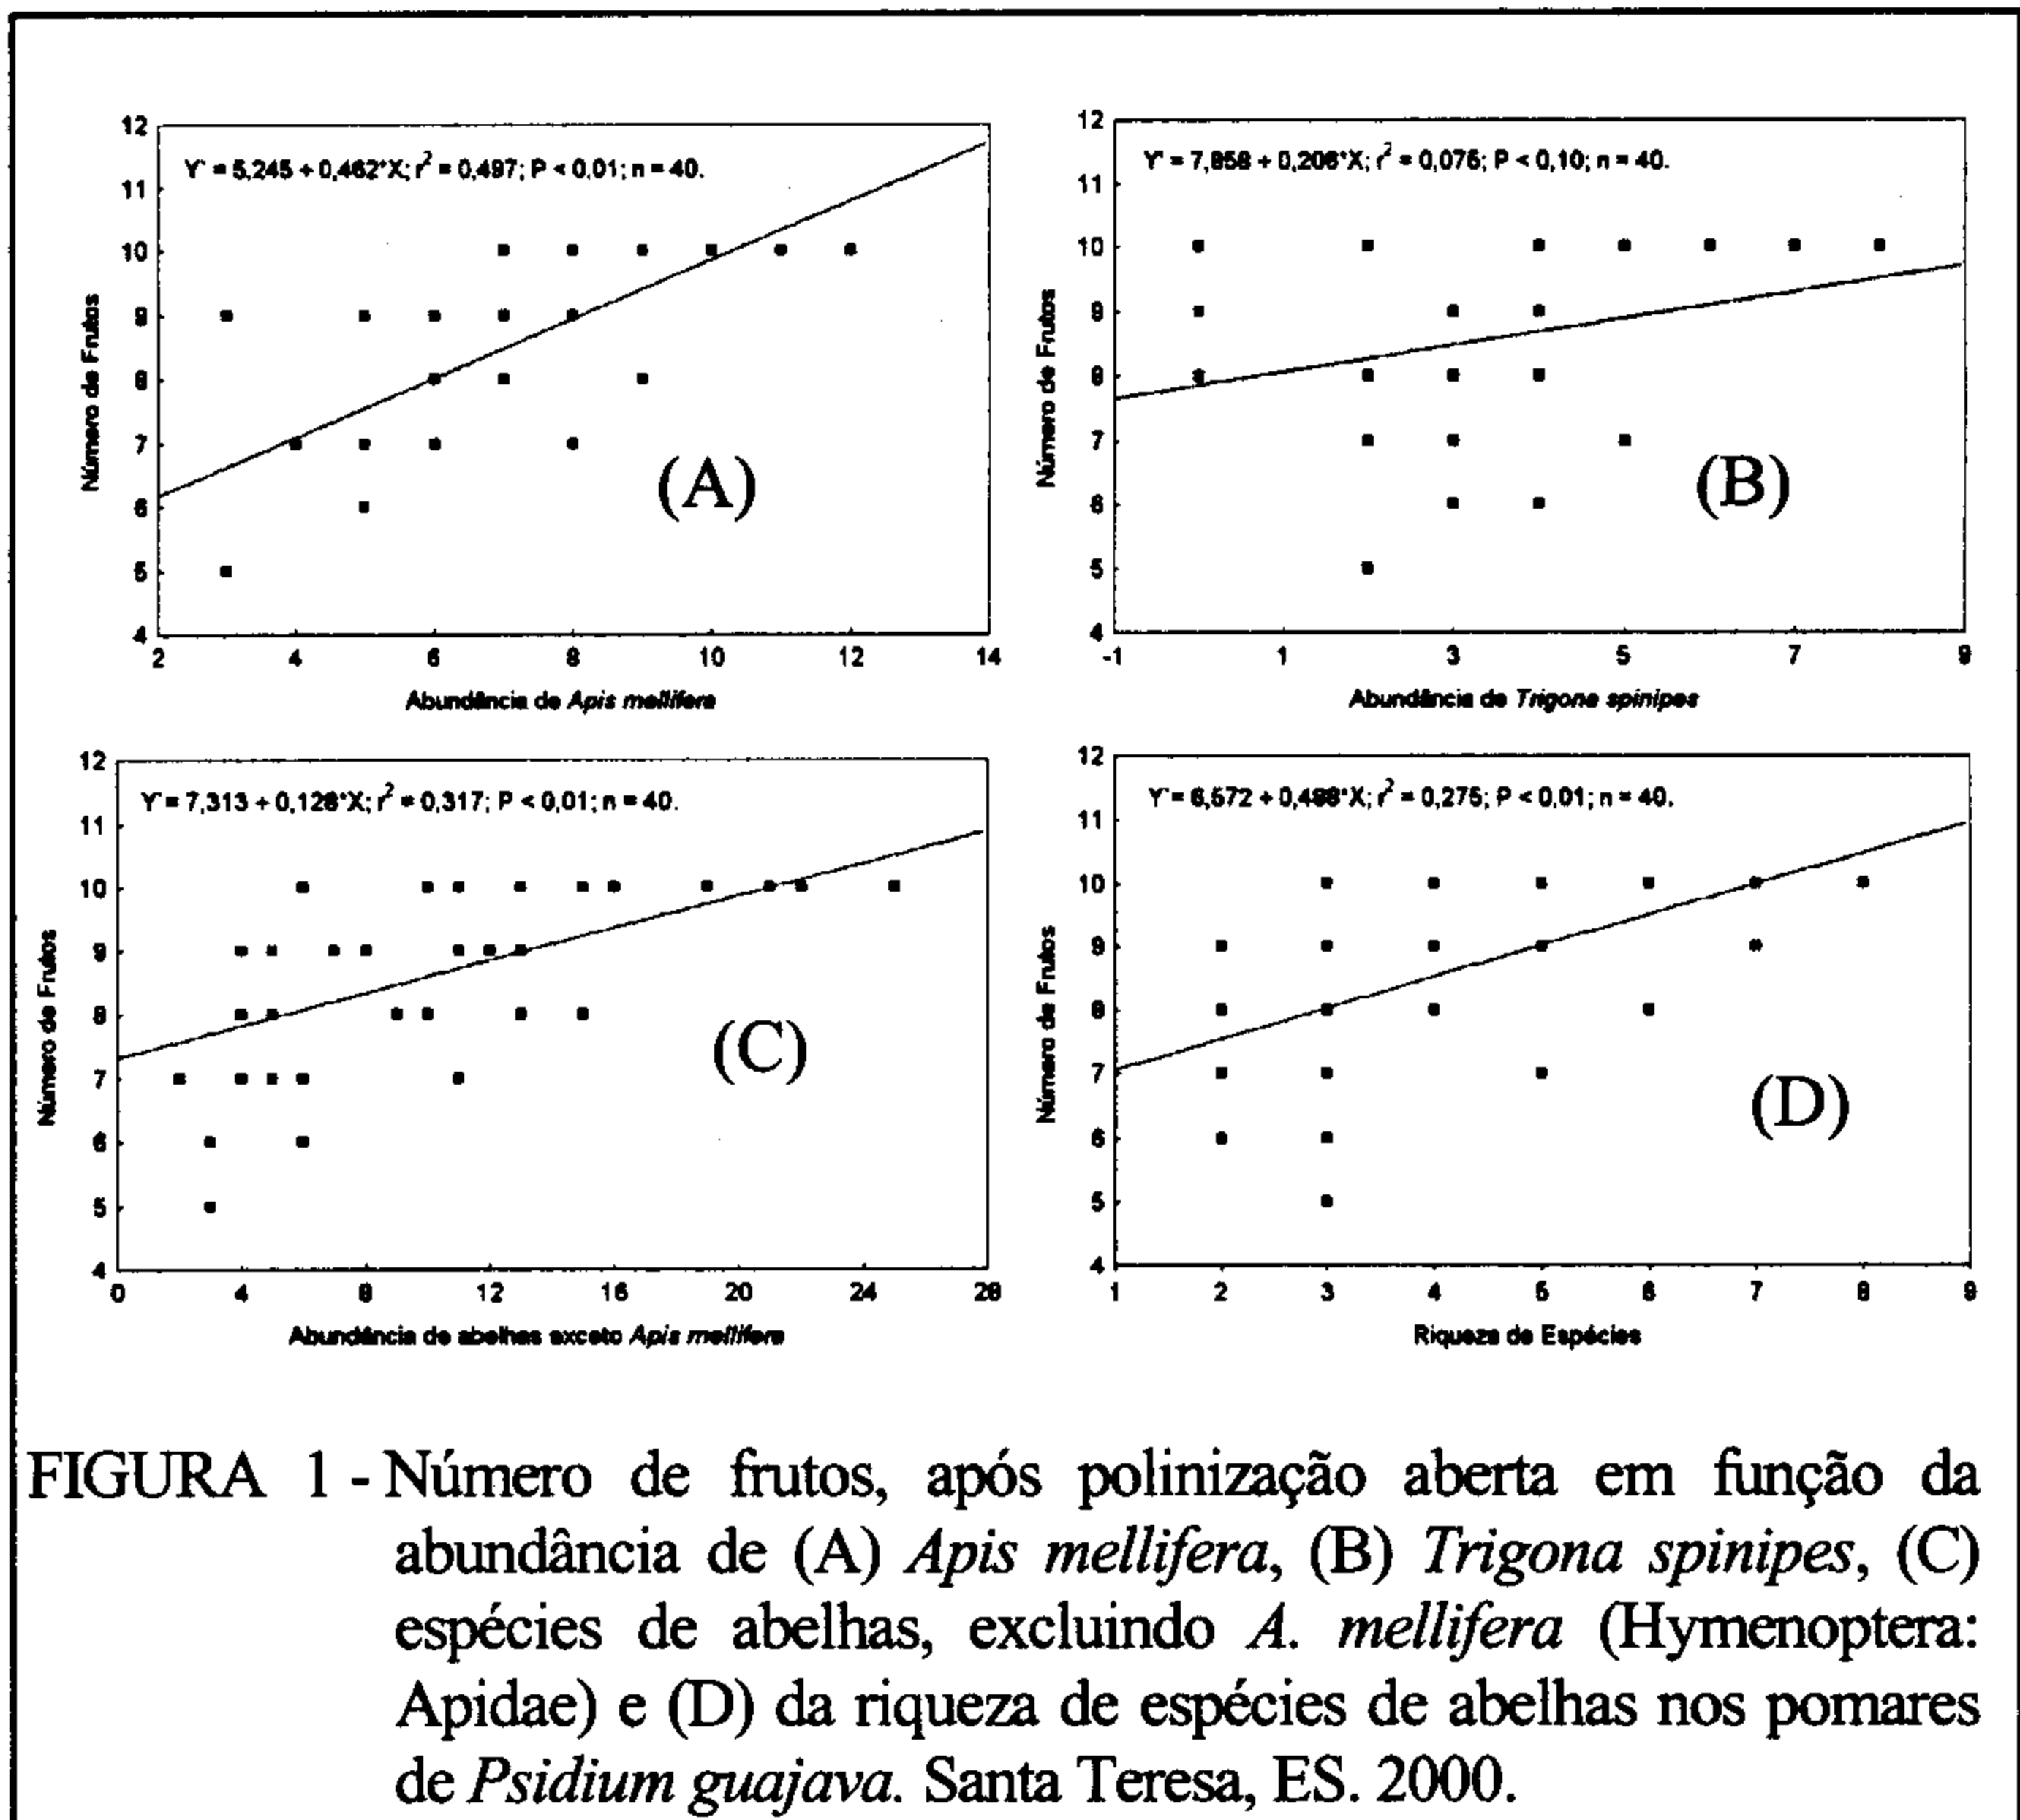 Y' = 5,245 + 0,462*X; r² = 0,497; P < 0,01; n = 40.
12
11
10
9
8
7
6
5
4
Número de Frutos
(A)
2 4 6 8 10 12 14
Abundância de Apis mellifera
Y' = 7,858 + 0,206*X; r² = 0,075; P < 0,10; n = 40.
12
11
10
9
8
7
6
5
4
Número de Frutos
(B)
-1 1 3 5 7 9
Abundância de Trigona spinipes
Y' = 7,313 + 0,128*X; r² = 0,317; P < 0,01; n = 40.
12
11
10
9
8
7
6
5
4
Número de Frutos
(C)
0 4 8 12 16 20 24 28
Abundância de abelhas exceto Apis mellifera
Y' = 6,572 + 0,488*X; r² = 0,275; P < 0,01; n = 40.
12
11
10
9
8
7
6
5
4
Número de Frutos
(D)
1 2 3 4 5 6 7 8 9
Riqueza de Espécies
FIGURA 1 - Número de frutos, após polinização aberta em função da
abundância de (A) Apis mellifera, (B) Trigona spinipes, (C)
espécies de abelhas, excluindo A. mellifera (Hymenoptera:
Apidae) e (D) da riqueza de espécies de abelhas nos pomares
de Psidium guajava. Santa Teresa, ES. 2000.